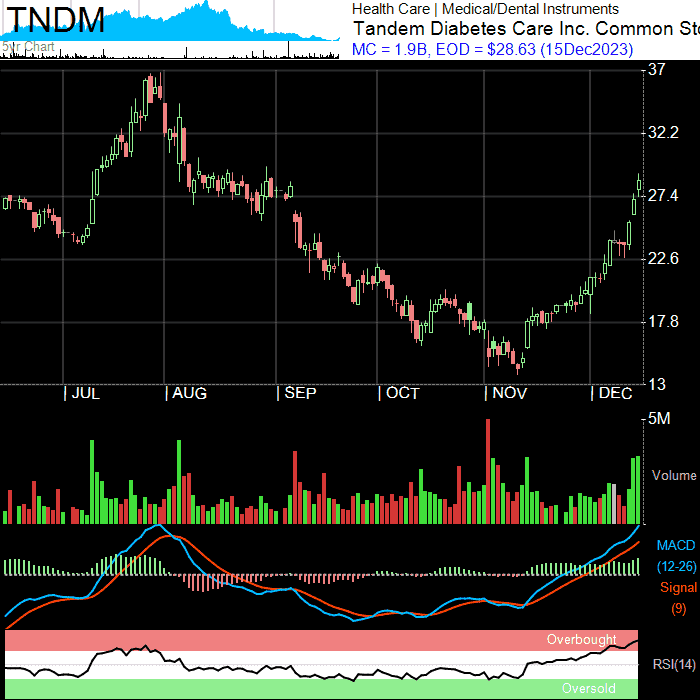 TNDM
5yr Chart
Health Care | Medical/Dental Instruments
Tandem Diabetes Care Inc. Common Sto
MC = 1.9B, EOD = $28.63 (15Dec2023)
37
32.2
27.4
22.6
17.8
13
| JUL | AUG | SEP | OCT | NOV | DEC
5M
Volume
MACD
(12-26)
Signal
(9)
Overbought
RSI(14)
Oversold